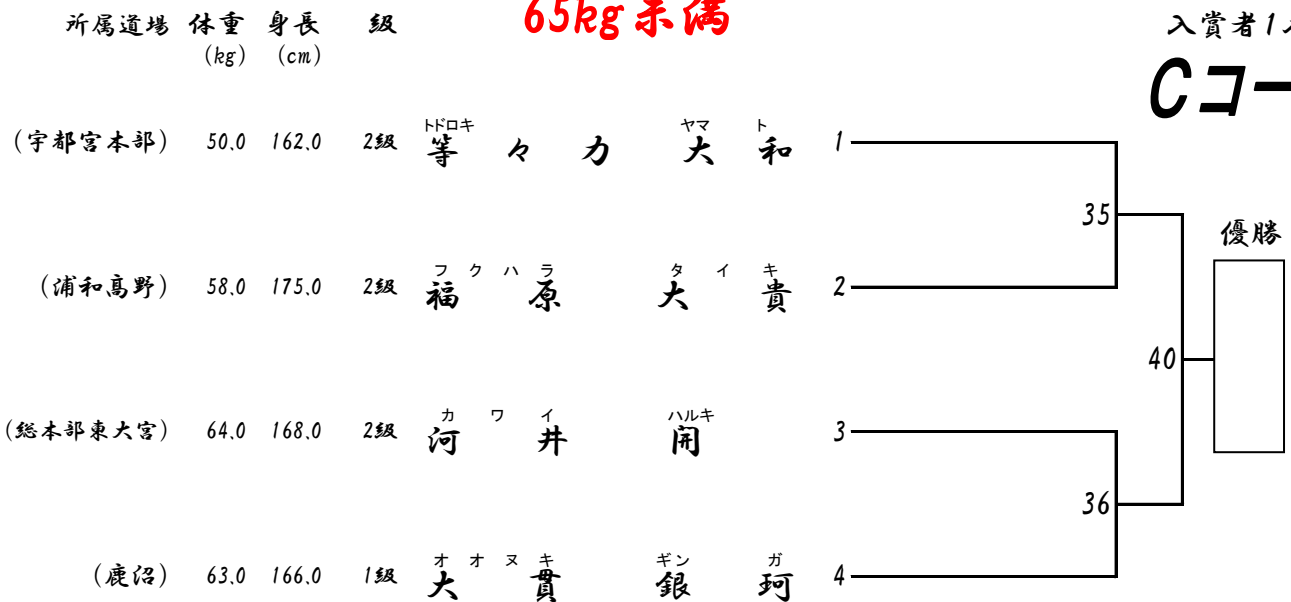 所属道場 体重 身長 級 65kg未満 入賞者1
(kg) (cm)
Cコー
トドロキ ヤマ ト
(宇都宮本部) 50.0 162.0 2級 等々力 大和 1
35
フクハラ タイキ
(浦和高野) 58.0 175.0 2級 福原 大貴 2
優勝
40
カワイ ハルキ
(総本部東大宮) 64.0 168.0 2級 河井 開 3
36
オオヌキ ギン ガ
(鹿沼) 63.0 166.0 1級 大貫 銀珂 4